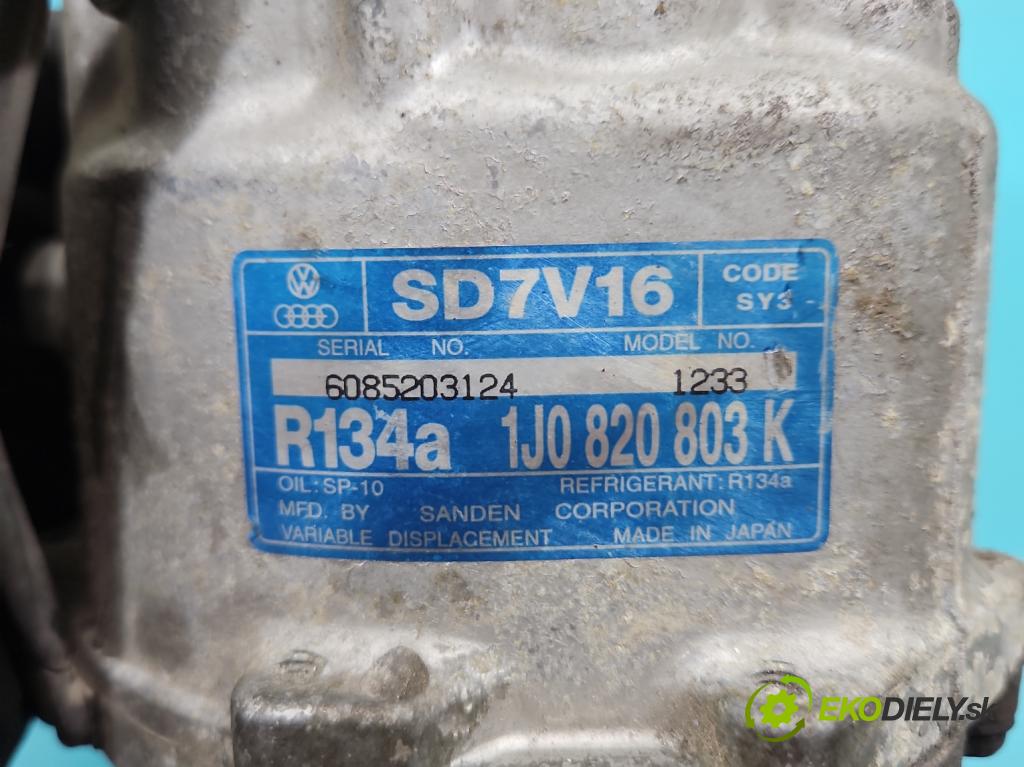 SD7V16
CODE
SY3
SERIAL NO. MODEL NO.
6085203124 1233
R134a 1J0 820 803 K
OIL: SP-10 REFRIGERANT: R134a
MFD. BY SANDEN CORPORATION
VARIABLE DISPLACEMENT MADE IN JAPAN
EKODIELY.sk